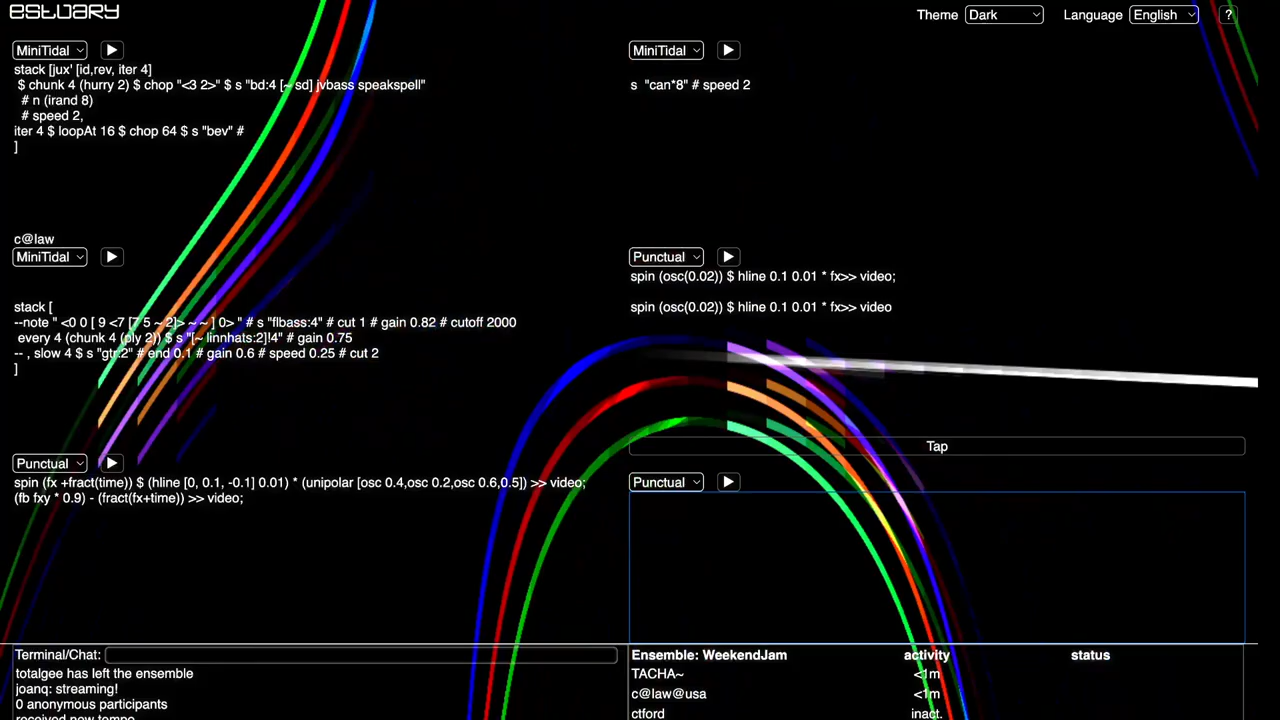 estuary
Theme Dark Language English ?
MiniTidal
stack [jux' [id,rev, iter 4]
$ chunk 4 (hurry 2) $ chop "<3 2>" $ s "bd:4 [~ sd] jvbass speakspell"
# n (irand 8)
# speed 2,
iter 4 $ loopAt 16 $ chop 64 $ s "bev" #
]
MiniTidal
s "can*8" # speed 2
c@law
MiniTidal
stack [
--note " <0 0 [ 9 <7 [7 5 ~ 2]> ~ ~ ] 0> " # s "flbass:4" # cut 1 # gain 0.82 # cutoff 2000
every 4 (chunk 4 (ply 2)) $ s "[~ linnhats:2]!4" # gain 0.75
-- , slow 4 $ s "gtr:2" # end 0.1 # gain 0.6 # speed 0.25 # cut 2
]
Punctual
spin (osc(0.02)) $ hline 0.1 0.01 * fx>> video;
spin (osc(0.02)) $ hline 0.1 0.01 * fx>> video
Tap
Punctual
spin (fx +fract(time)) $ (hline [0, 0.1, -0.1] 0.01) * (unipolar [osc 0.4,osc 0.2,osc 0.6,0.5]) >> video;
(fb fxy * 0.9) - (fract(fx+time)) >> video;
Punctual
Terminal/Chat:
totalgee has left the ensemble
joanq: streaming!
0 anonymous participants
received new tempo
Ensemble: WeekendJam activity status
TACHA~ <1m
c@law@usa <1m
ctford inact.